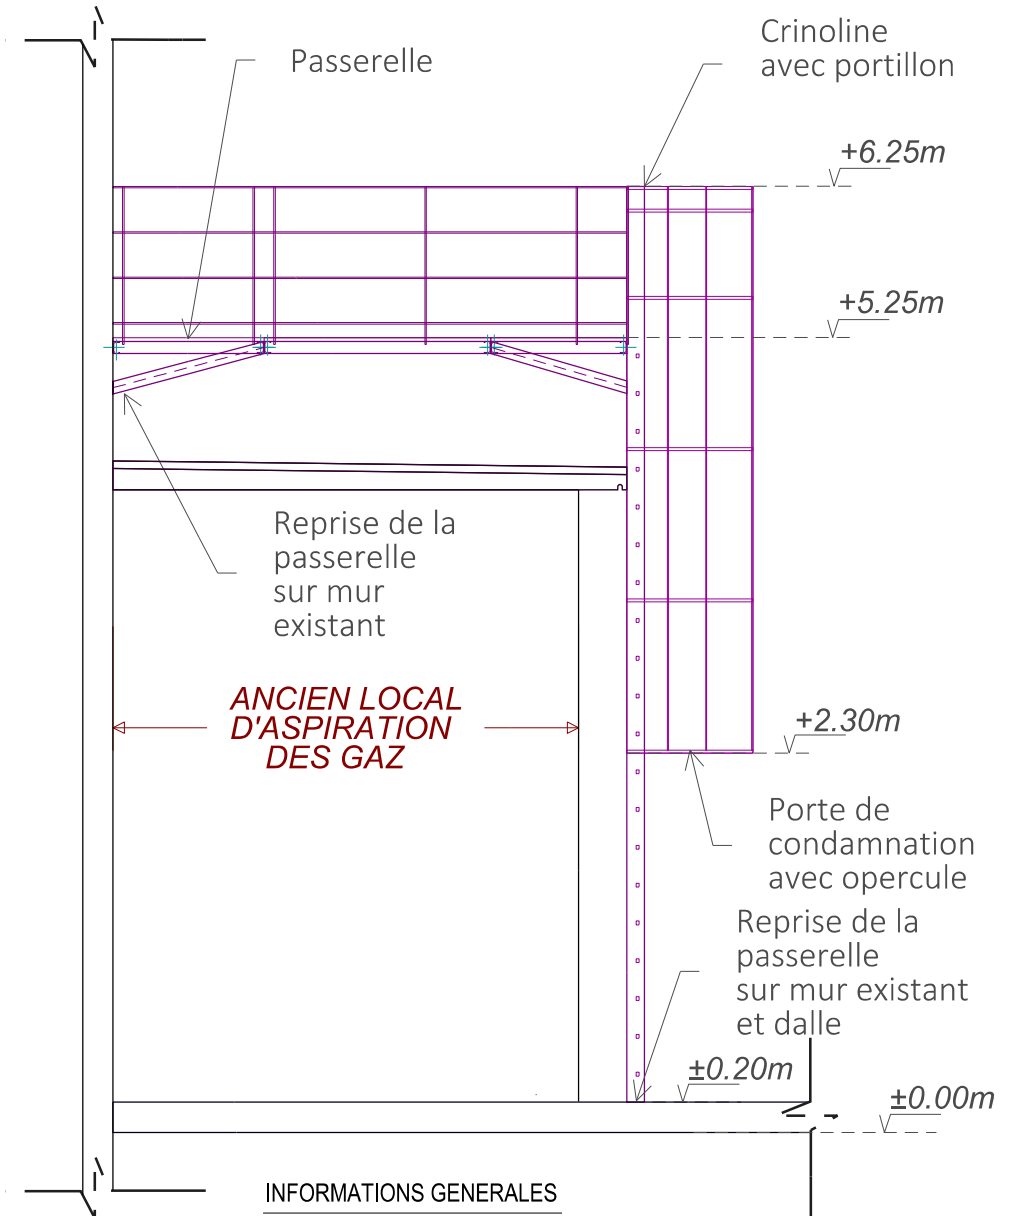 Crinoline
avec portillon
Passerelle
+6.25m
+5.25m
Reprise de la
passerelle
sur mur
existant
ANCIEN LOCAL
D'ASPIRATION
DES GAZ
+2.30m
Porte de
condamnation
avec opercule
Reprise de la
passerelle
sur mur existant
et dalle
±0.20m
±0.00m
INFORMATIONS GENERALES